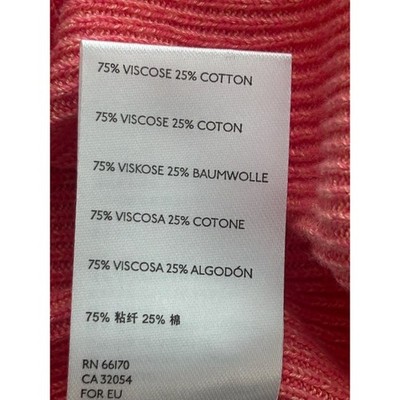 75% VISCOSE 25% COTTON
75% VISCOSE 25% COTON
75% VISKOSE 25% BAUMWOLLE
75% VISCOSA 25% COTONE
75% VISCOSA 25% ALGODÓN
75% 粘纤 25% 棉
RN 66170
CA 32054
FOR EU